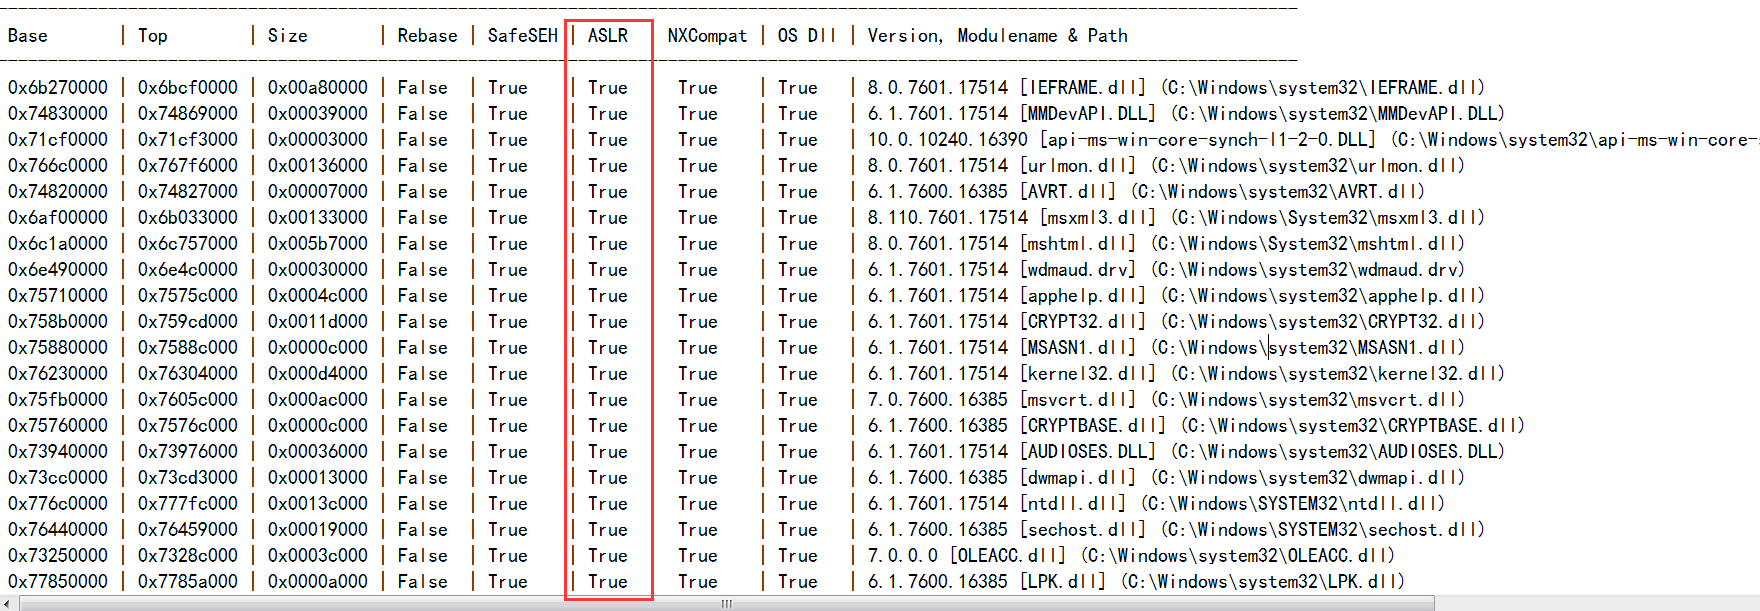 Base | Top | Size | Rebase | SafeSEH | ASLR NXCompat | OS Dll | Version, Modulename & Path
0x6b270000 | 0x6bcf0000 | 0x00a80000 | False | True | True True | True | 8.0.7601.17514 [IEFRAME.dll] (C:\Windows\system32\IEFRAME.dll)
0x74830000 | 0x74869000 | 0x00039000 | False | True | True True | True | 6.1.7601.17514 [MMDevAPI.DLL] (C:\Windows\system32\MMDevAPI.DLL)
0x71cf0000 | 0x71cf3000 | 0x00003000 | False | True | True True | True | 10.0.10240.16390 [api-ms-win-core-synch-l1-2-0.DLL] (C:\Windows\system32\api-ms-win-core-
0x766c0000 | 0x767f6000 | 0x00136000 | False | True | True True | True | 8.0.7601.17514 [urlmon.dll] (C:\Windows\system32\urlmon.dll)
0x74820000 | 0x74827000 | 0x00007000 | False | True | True True | True | 6.1.7600.16385 [AVRT.dll] (C:\Windows\system32\AVRT.dll)
0x6af00000 | 0x6b033000 | 0x00133000 | False | True | True True | True | 8.110.7601.17514 [msxml3.dll] (C:\Windows\System32\msxml3.dll)
0x6c1a0000 | 0x6c757000 | 0x005b7000 | False | True | True True | True | 8.0.7601.17514 [mshtml.dll] (C:\Windows\System32\mshtml.dll)
0x6e490000 | 0x6e4c0000 | 0x00030000 | False | True | True True | True | 6.1.7601.17514 [wdmaud.drv] (C:\Windows\system32\wdmaud.drv)
0x75710000 | 0x7575c000 | 0x0004c000 | False | True | True True | True | 6.1.7601.17514 [apphelp.dll] (C:\Windows\system32\apphelp.dll)
0x758b0000 | 0x759cd000 | 0x0011d000 | False | True | True True | True | 6.1.7601.17514 [CRYPT32.dll] (C:\Windows\system32\CRYPT32.dll)
0x75880000 | 0x7588c000 | 0x0000c000 | False | True | True True | True | 6.1.7601.17514 [MSASN1.dll] (C:\Windows\system32\MSASN1.dll)
0x76230000 | 0x76304000 | 0x000d4000 | False | True | True True | True | 6.1.7601.17514 [kernel32.dll] (C:\Windows\system32\kernel32.dll)
0x75fb0000 | 0x7605c000 | 0x000ac000 | False | True | True True | True | 7.0.7600.16385 [msvcrt.dll] (C:\Windows\system32\msvcrt.dll)
0x75760000 | 0x7576c000 | 0x0000c000 | False | True | True True | True | 6.1.7600.16385 [CRYPTBASE.dll] (C:\Windows\system32\CRYPTBASE.dll)
0x73940000 | 0x73976000 | 0x00036000 | False | True | True True | True | 6.1.7601.17514 [AUDIOSES.DLL] (C:\Windows\system32\AUDIOSES.DLL)
0x73cc0000 | 0x73cd3000 | 0x00013000 | False | True | True True | True | 6.1.7600.16385 [dwmapi.dll] (C:\Windows\system32\dwmapi.dll)
0x776c0000 | 0x777fc000 | 0x0013c000 | False | True | True True | True | 6.1.7601.17514 [ntdll.dll] (C:\Windows\SYSTEM32\ntdll.dll)
0x76440000 | 0x76459000 | 0x00019000 | False | True | True True | True | 6.1.7600.16385 [sechost.dll] (C:\Windows\SYSTEM32\sechost.dll)
0x73250000 | 0x7328c000 | 0x0003c000 | False | True | True True | True | 7.0.0.0 [OLEACC.dll] (C:\Windows\system32\OLEACC.dll)
0x77850000 | 0x7785a000 | 0x0000a000 | False | True | True True | True | 6.1.7600.16385 [LPK.dll] (C:\Windows\system32\LPK.dll)